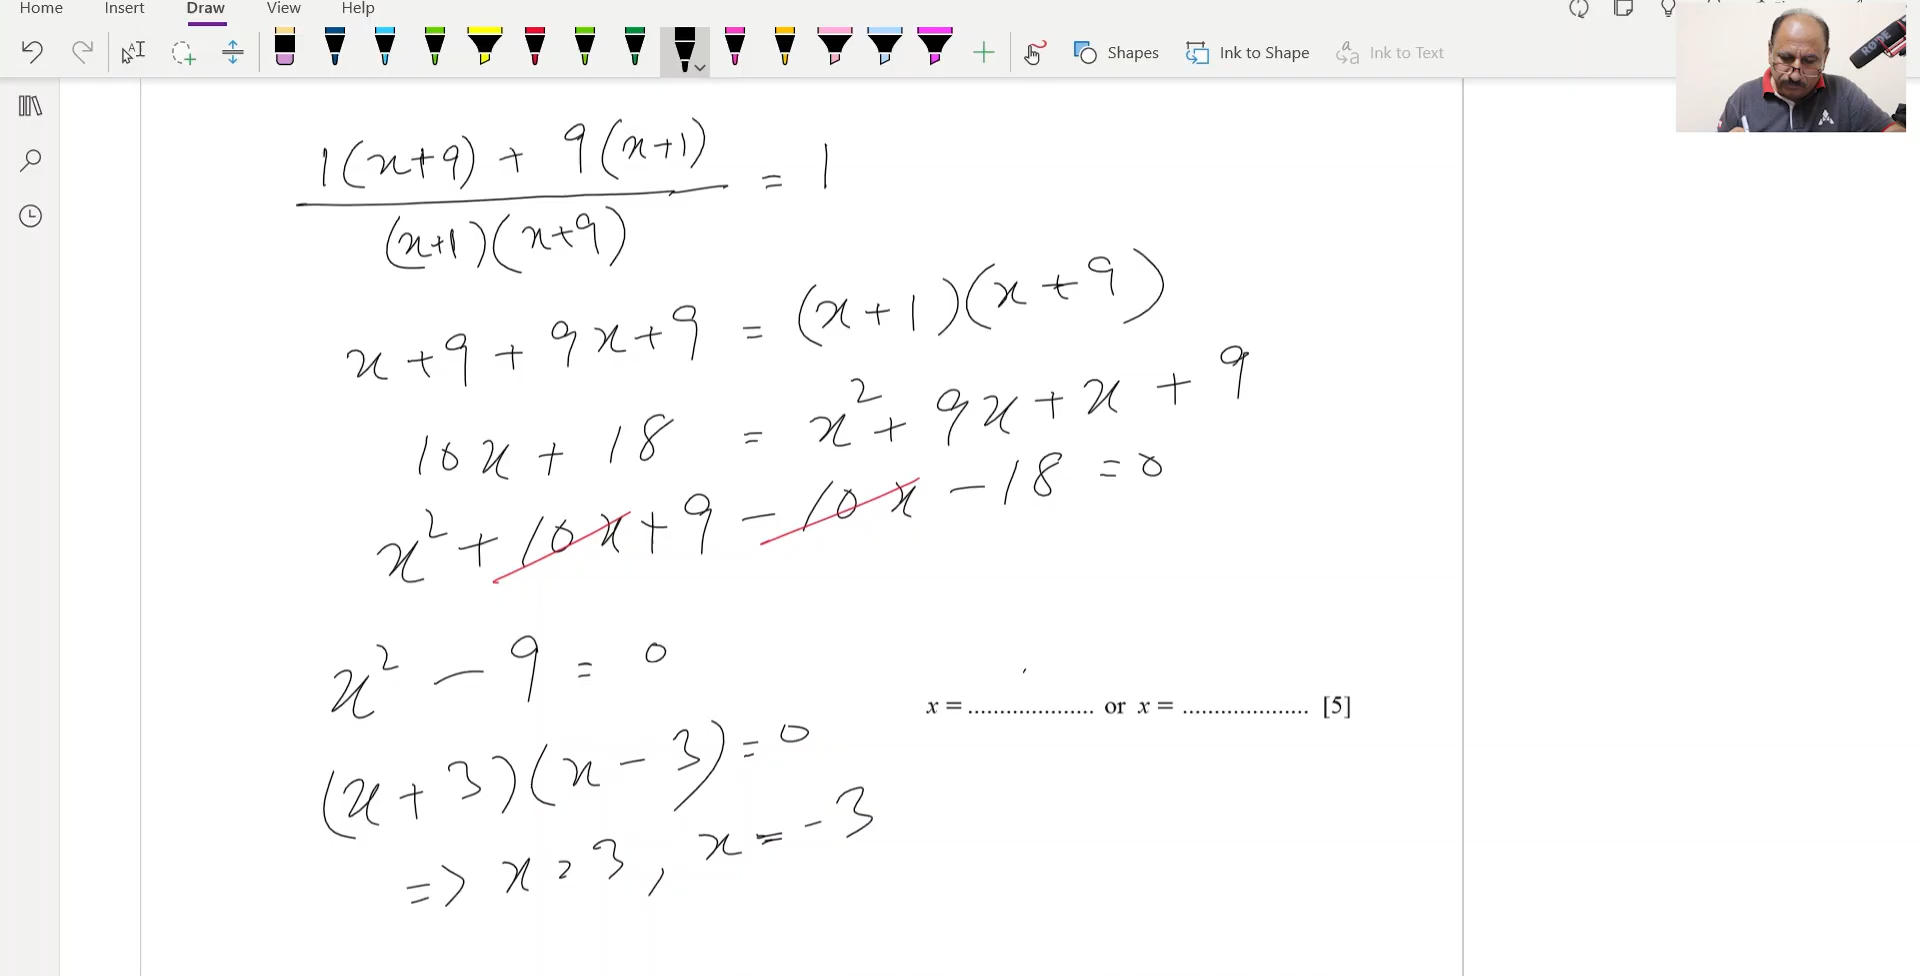 Home Insert Draw View Help
Shapes Ink to Shape Ink to Text
RØDE
1(x+9) + 9(x+1)
= 1
(x+1)(x+9)
x+9 + 9x+9 = (x+1)(x+9)
10x + 18 = x² + 9x + x + 9
x² + 10x + 9 - 10x - 18 = 0
x² - 9 = 0
x = .................... or x = .................... [5]
(x+3)(x-3) = 0
=> x = 3, x = -3